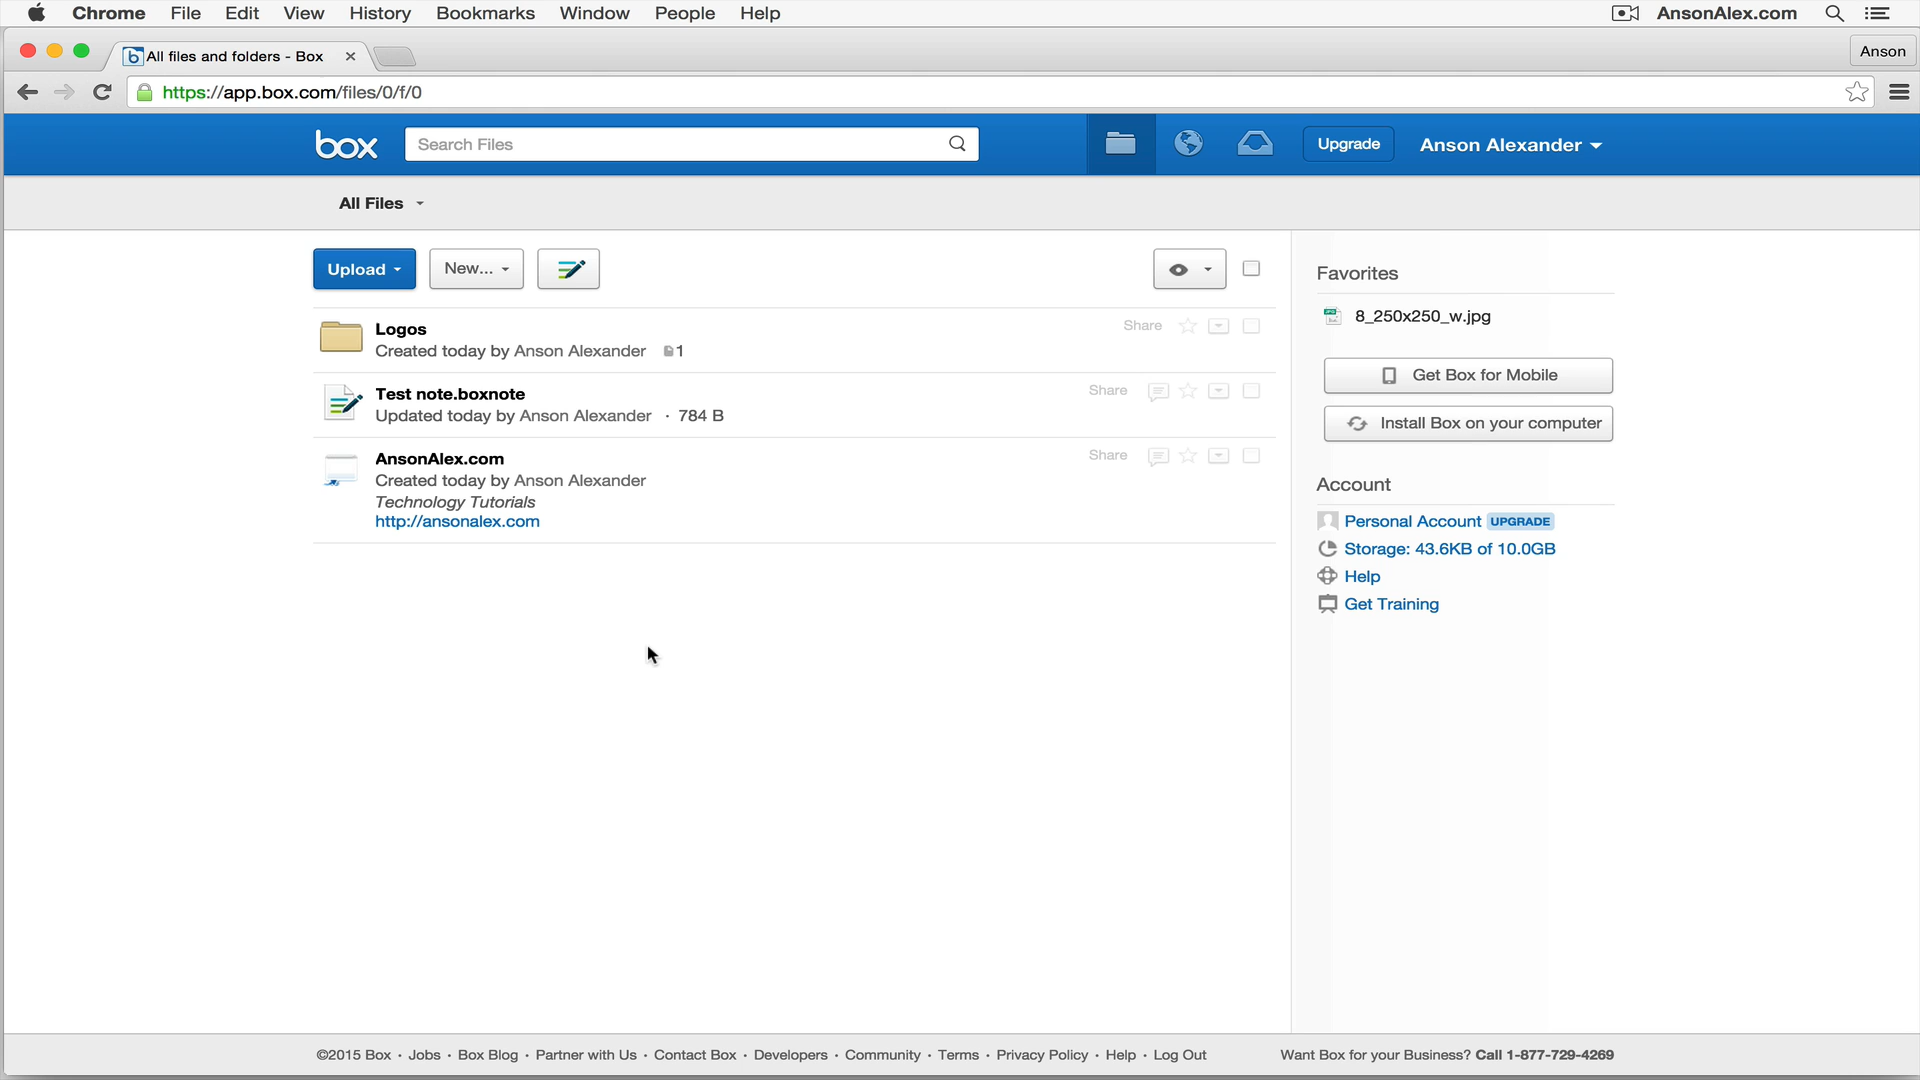 Chrome File Edit View History Bookmarks Window People Help AnsonAlex.com
All files and folders - Box Anson
https://app.box.com/files/0/f/0
box Search Files Upgrade Anson Alexander
All Files
Upload New...
Logos Share
Created today by Anson Alexander 1
Test note.boxnote Share
Updated today by Anson Alexander · 784 B
AnsonAlex.com Share
Created today by Anson Alexander
Technology Tutorials
http://ansonalex.com
Favorites
8_250x250_w.jpg
Get Box for Mobile
Install Box on your computer
Account
Personal Account UPGRADE
Storage: 43.6KB of 10.0GB
Help
Get Training
©2015 Box · Jobs · Box Blog · Partner with Us · Contact Box · Developers · Community · Terms · Privacy Policy · Help · Log Out Want Box for your Business? Call 1-877-729-4269